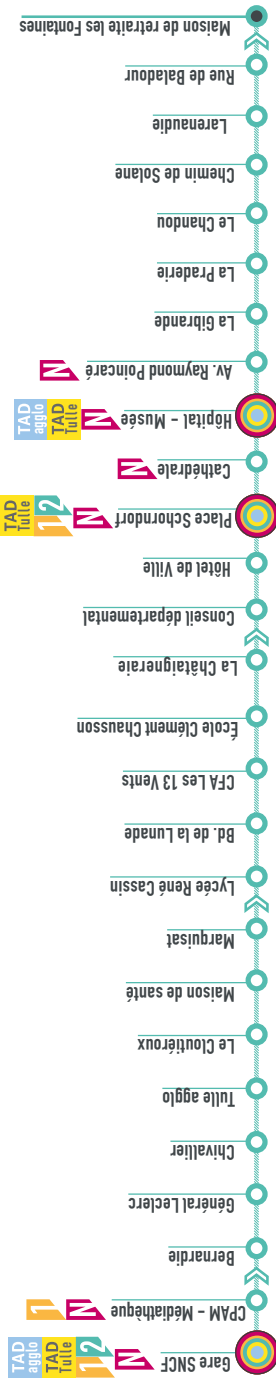 Gare SNCF N 1 2 TAD Tulle TAD agglo
CPAM – Médiathèque N 1
Bernardie
Général Leclerc
Chivallier
Tulle agglo
Le Cloutiéroux
Maison de santé
Marquisat
Lycée René Cassin
Bd. de la Lunade
CFA Les 13 Vents
École Clément Chausson
La Châtaigneraie
Conseil départemental
Hôtel de Ville
Place Schorndorf N 1 2 TAD Tulle
Cathédrale N
Hôpital – Musée N TAD Tulle TAD agglo
Av. Raymond Poincaré N
La Gibrande
La Praderie
Le Chandou
Chemin de Solane
Larenaudie
Rue de Baladour
Maison de retraite les Fontaines